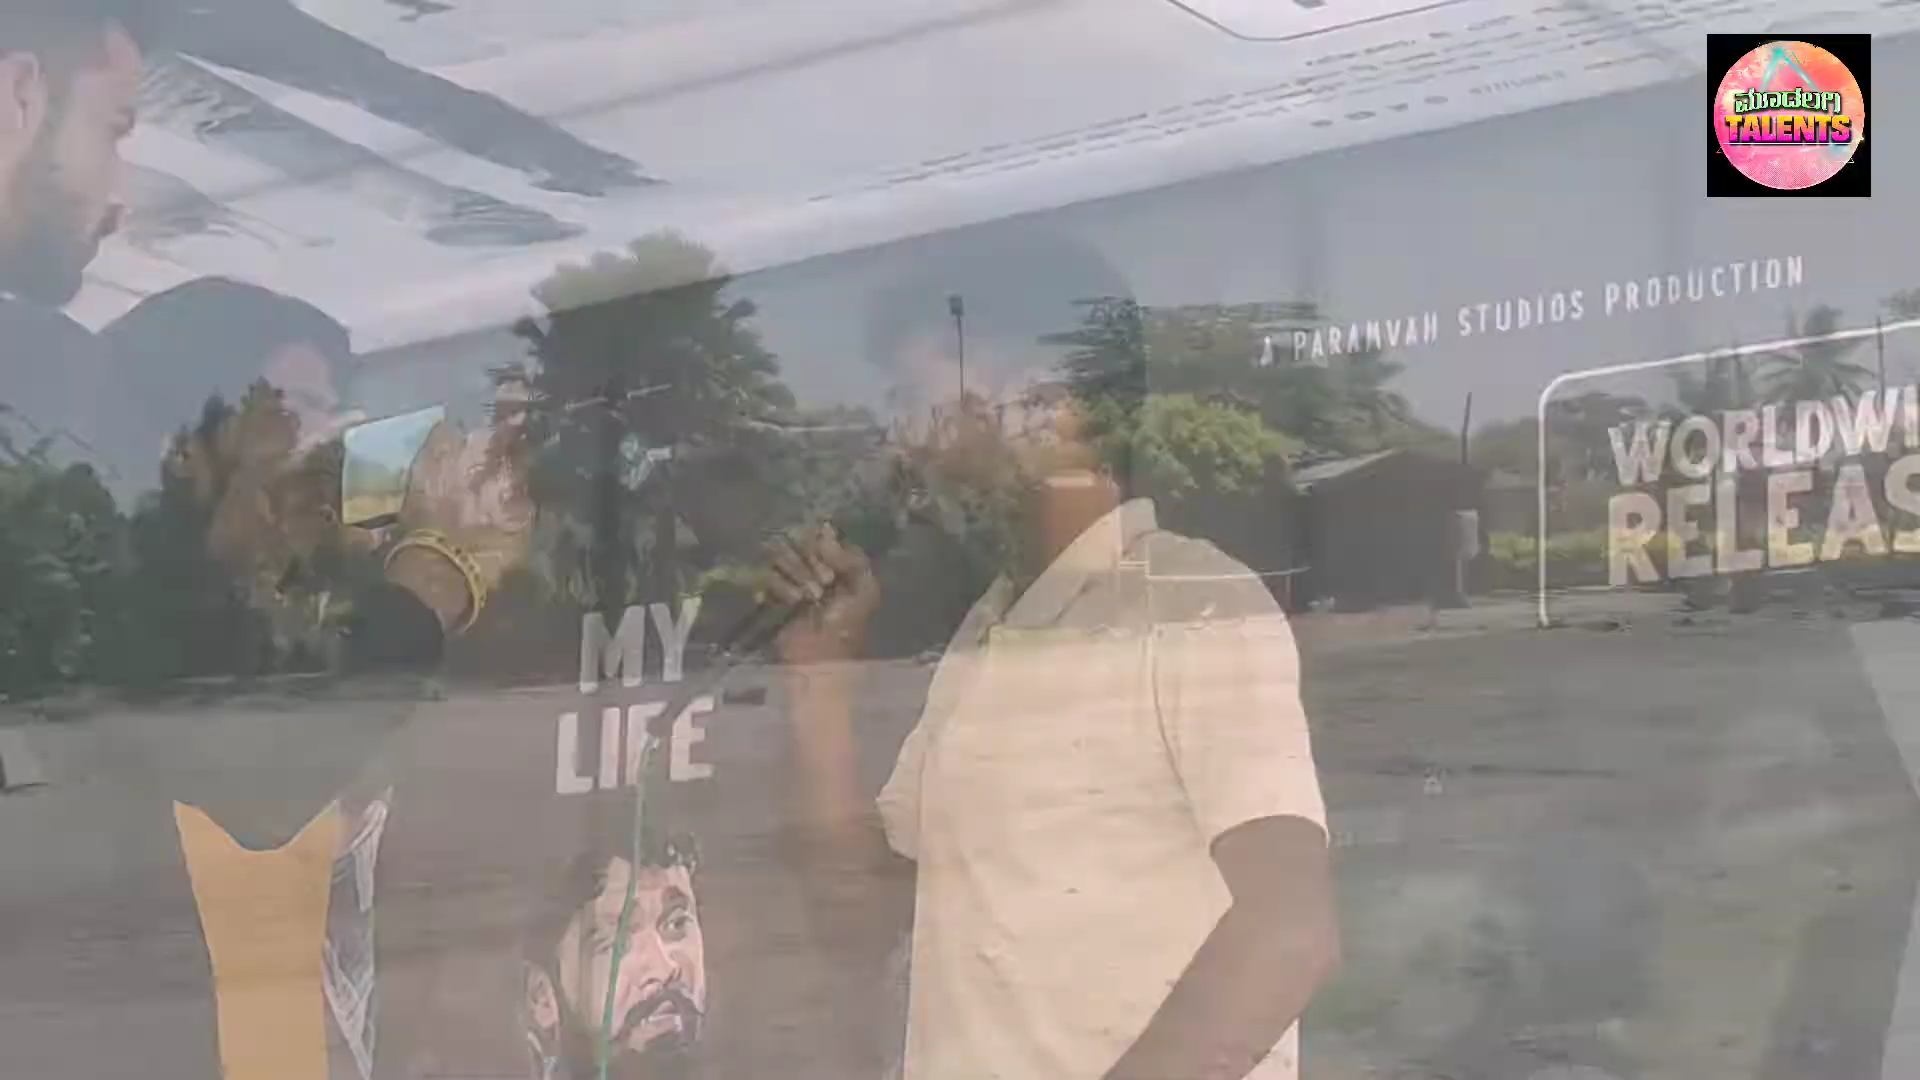 ಮೂಡಲಗಿ
TALENTS
A PARAMVAH STUDIOS PRODUCTION
WORLDWI
RELEAS
MY
LIFE